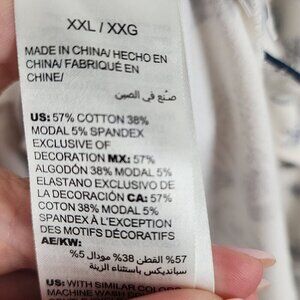 XXL / XXG
MADE IN CHINA/ HECHO EN
CHINA/ FABRIQUÉ EN
CHINE/
صنع في الصين
US: 57% COTTON 38%
MODAL 5% SPANDEX
EXCLUSIVE OF
DECORATION MX: 57%
ALGODÓN 38% MODAL 5%
ELASTANO EXCLUSIVO DE
LA DECORACIÓN CA: 57%
COTON 38% MODAL 5%
SPANDEX À L'EXCEPTION
DES MOTIFS DÉCORATIFS
AE/KW:
57% القطن 38% مودال 5%
سباندیکس باستثناء الزينة
US: WITH SIMILAR COLORS
MACHINE WASH